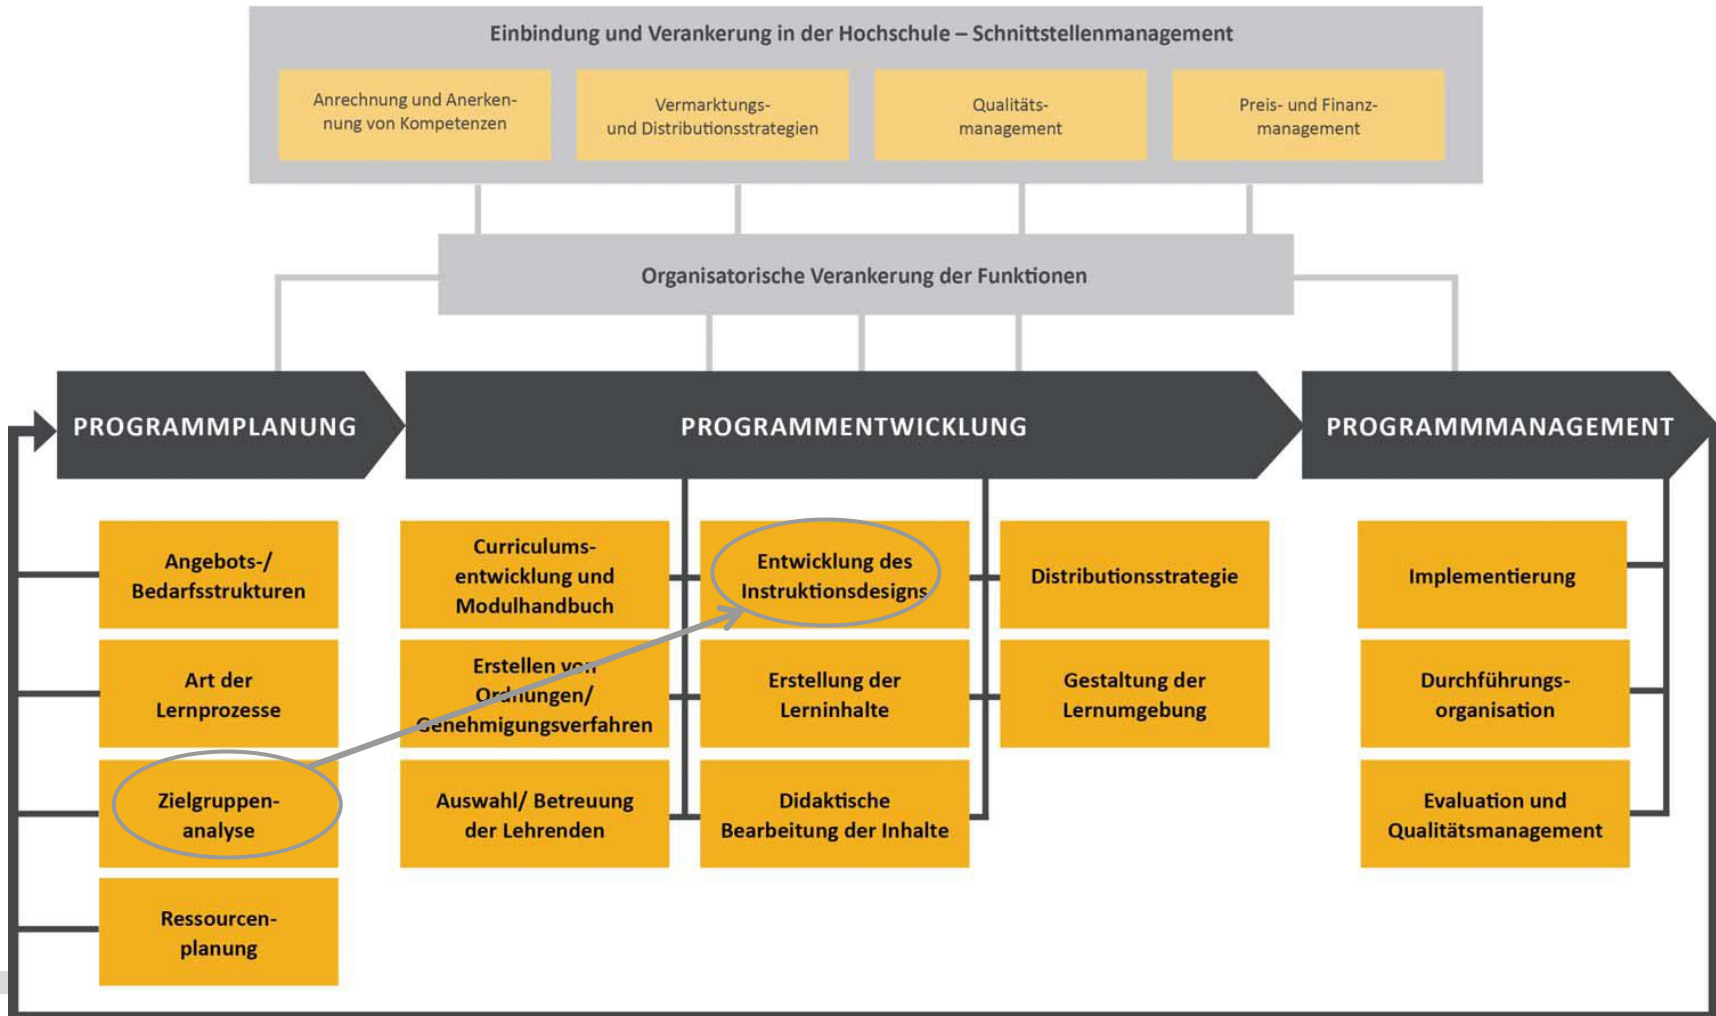 Einbindung und Verankerung in der Hochschule – Schnittstellenmanagement
Anrechnung und Anerken-
nung von Kompetenzen
Vermarktungs-
und Distributionsstrategien
Qualitäts-
management
Preis- und Finanz-
management
Organisatorische Verankerung der Funktionen
PROGRAMMPLANUNG
PROGRAMMENTWICKLUNG
PROGRAMMMANAGEMENT
Angebots-/
Bedarfsstrukturen
Art der
Lernprozesse
Zielgruppen-
analyse
Ressourcen-
planung
Curriculums-
entwicklung und
Modulhandbuch
Erstellen von
Ordnungen/
Genehmigungsverfahren
Auswahl/ Betreuung
der Lehrenden
Entwicklung des
Instruktionsdesigns
Erstellung der
Lerninhalte
Didaktische
Bearbeitung der Inhalte
Distributionsstrategie
Gestaltung der
Lernumgebung
Implementierung
Durchführungs-
organisation
Evaluation und
Qualitätsmanagement